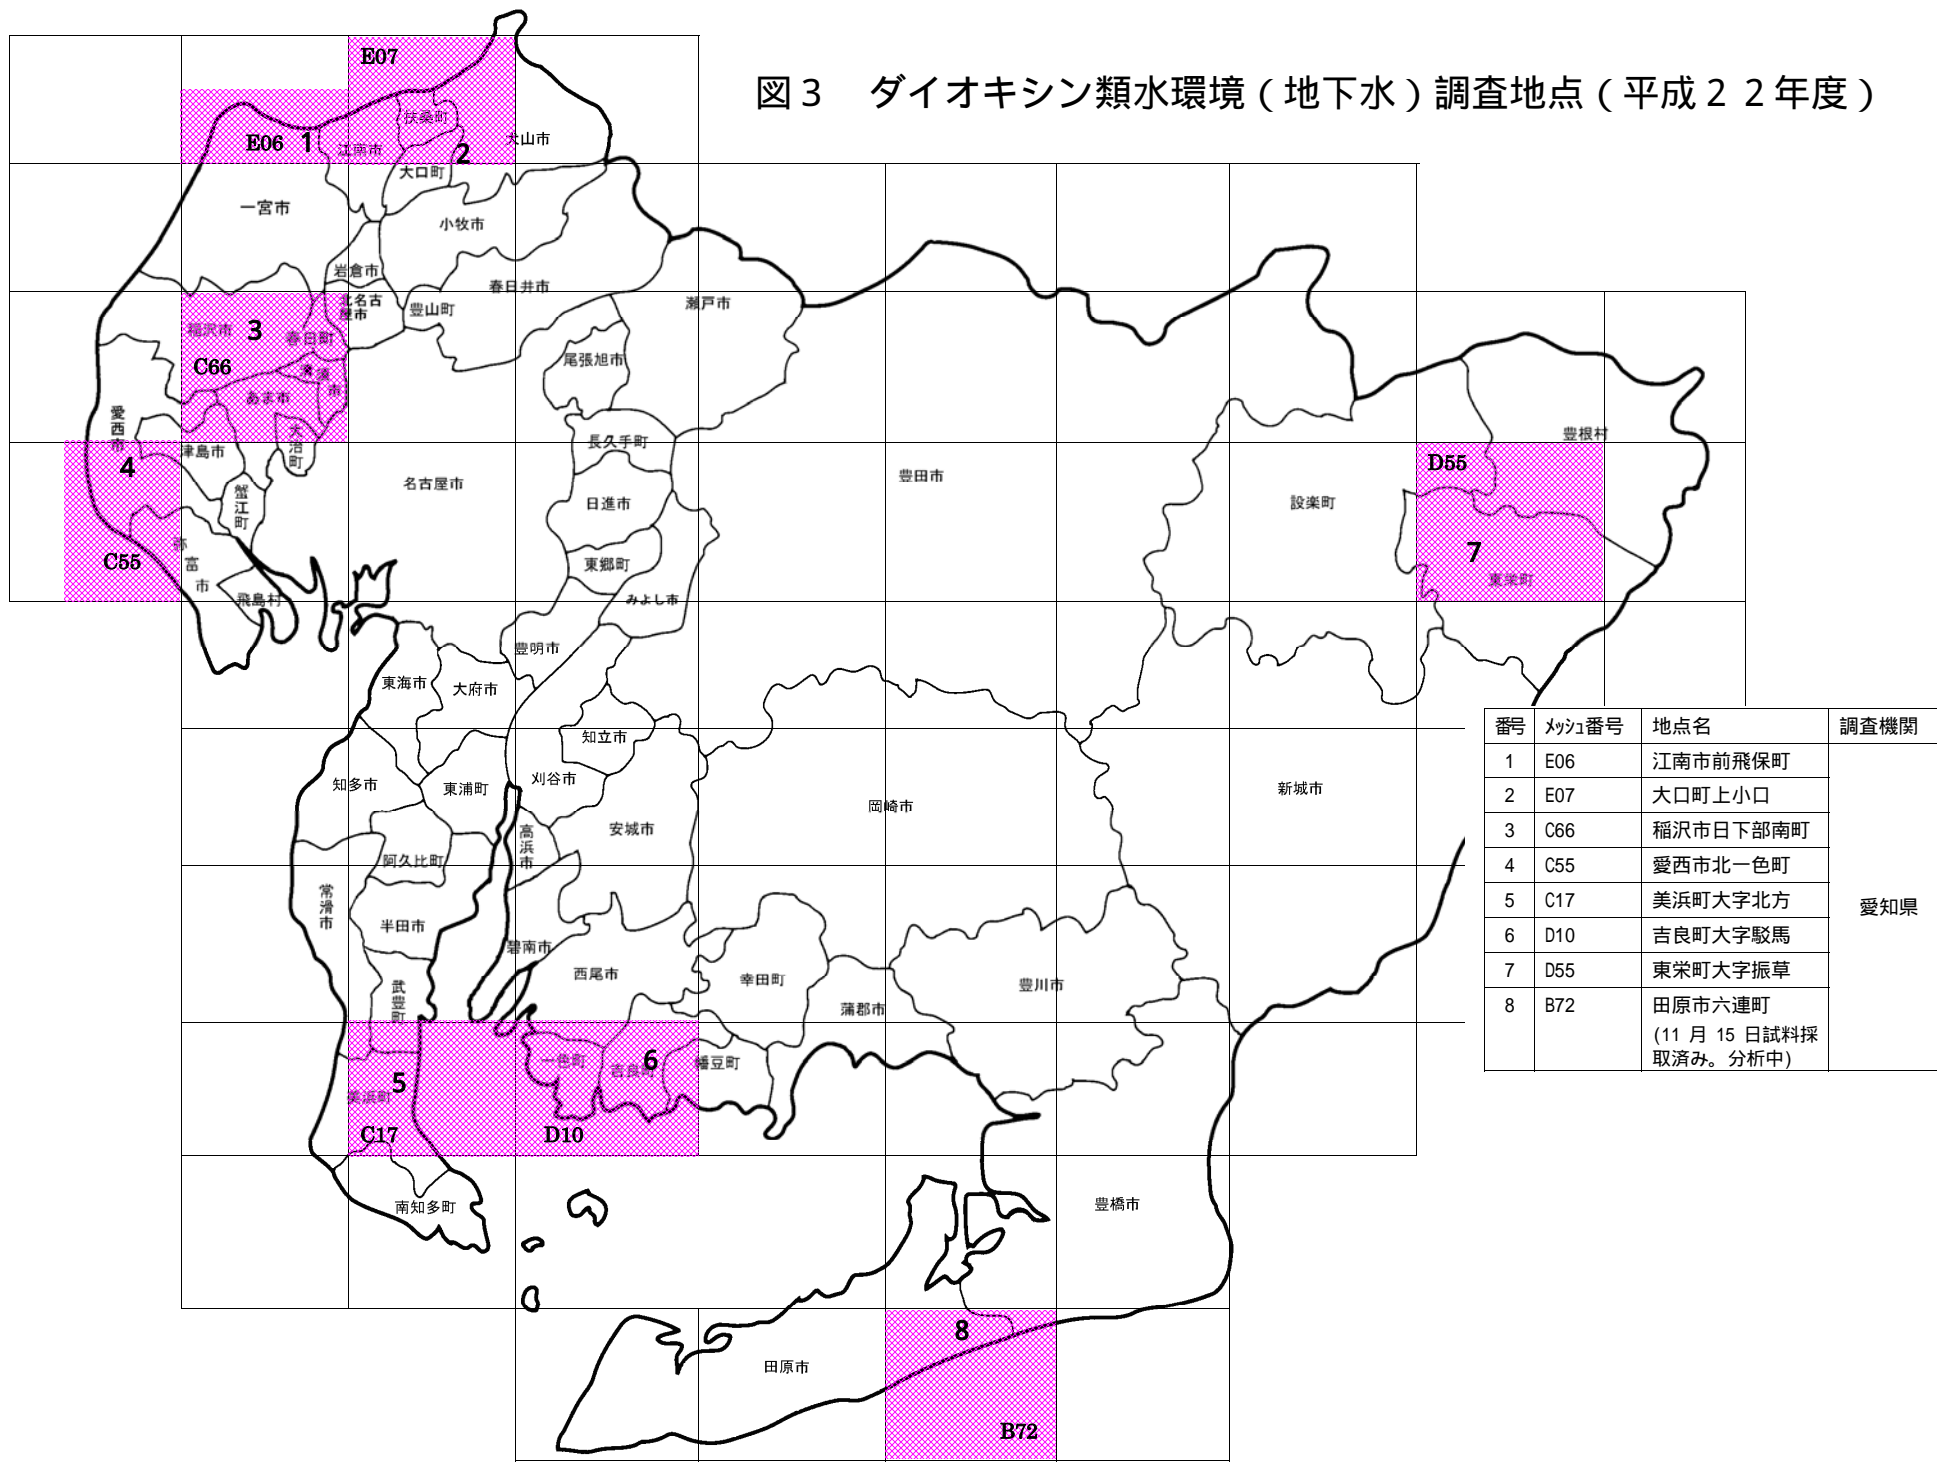 図３　ダイオキシン類水環境（地下水）調査地点（平成２２年度）
E07
扶桑町
E06 1
江南市
2
犬山市
大口町
一宮市
小牧市
岩倉市
春日井市
北名古
屋市
豊山町
瀬戸市
稲沢市
3
春日町
C66
清須
市
尾張旭市
あま市
愛西市
大治町
長久手町
豊根村
津島市
4
名古屋市
豊田市
D55
蟹江町
日進市
設楽町
弥富市
C55
東郷町
7
東栄町
飛島村
みよし市
豊明市
東海市
大府市
知立市
知多市
東浦町
刈谷市
新城市
岡崎市
高浜市
安城市
阿久比町
常滑市
半田市
碧南市
西尾市
幸田町
豊川市
武豊町
蒲郡市
一色町
吉良町
6
幡豆町
5
美浜町
C17
D10
南知多町
豊橋市
8
田原市
B72
番号 ﾒｯｼｭ番号 地点名 調査機関
1 E06 江南市前飛保町
2 E07 大口町上小口
3 C66 稲沢市日下部南町
4 C55 愛西市北一色町
5 C17 美浜町大字北方
愛知県
6 D10 吉良町大字駮馬
7 D55 東栄町大字振草
8 B72 田原市六連町
(11 月 15 日試料採
取済み。分析中)